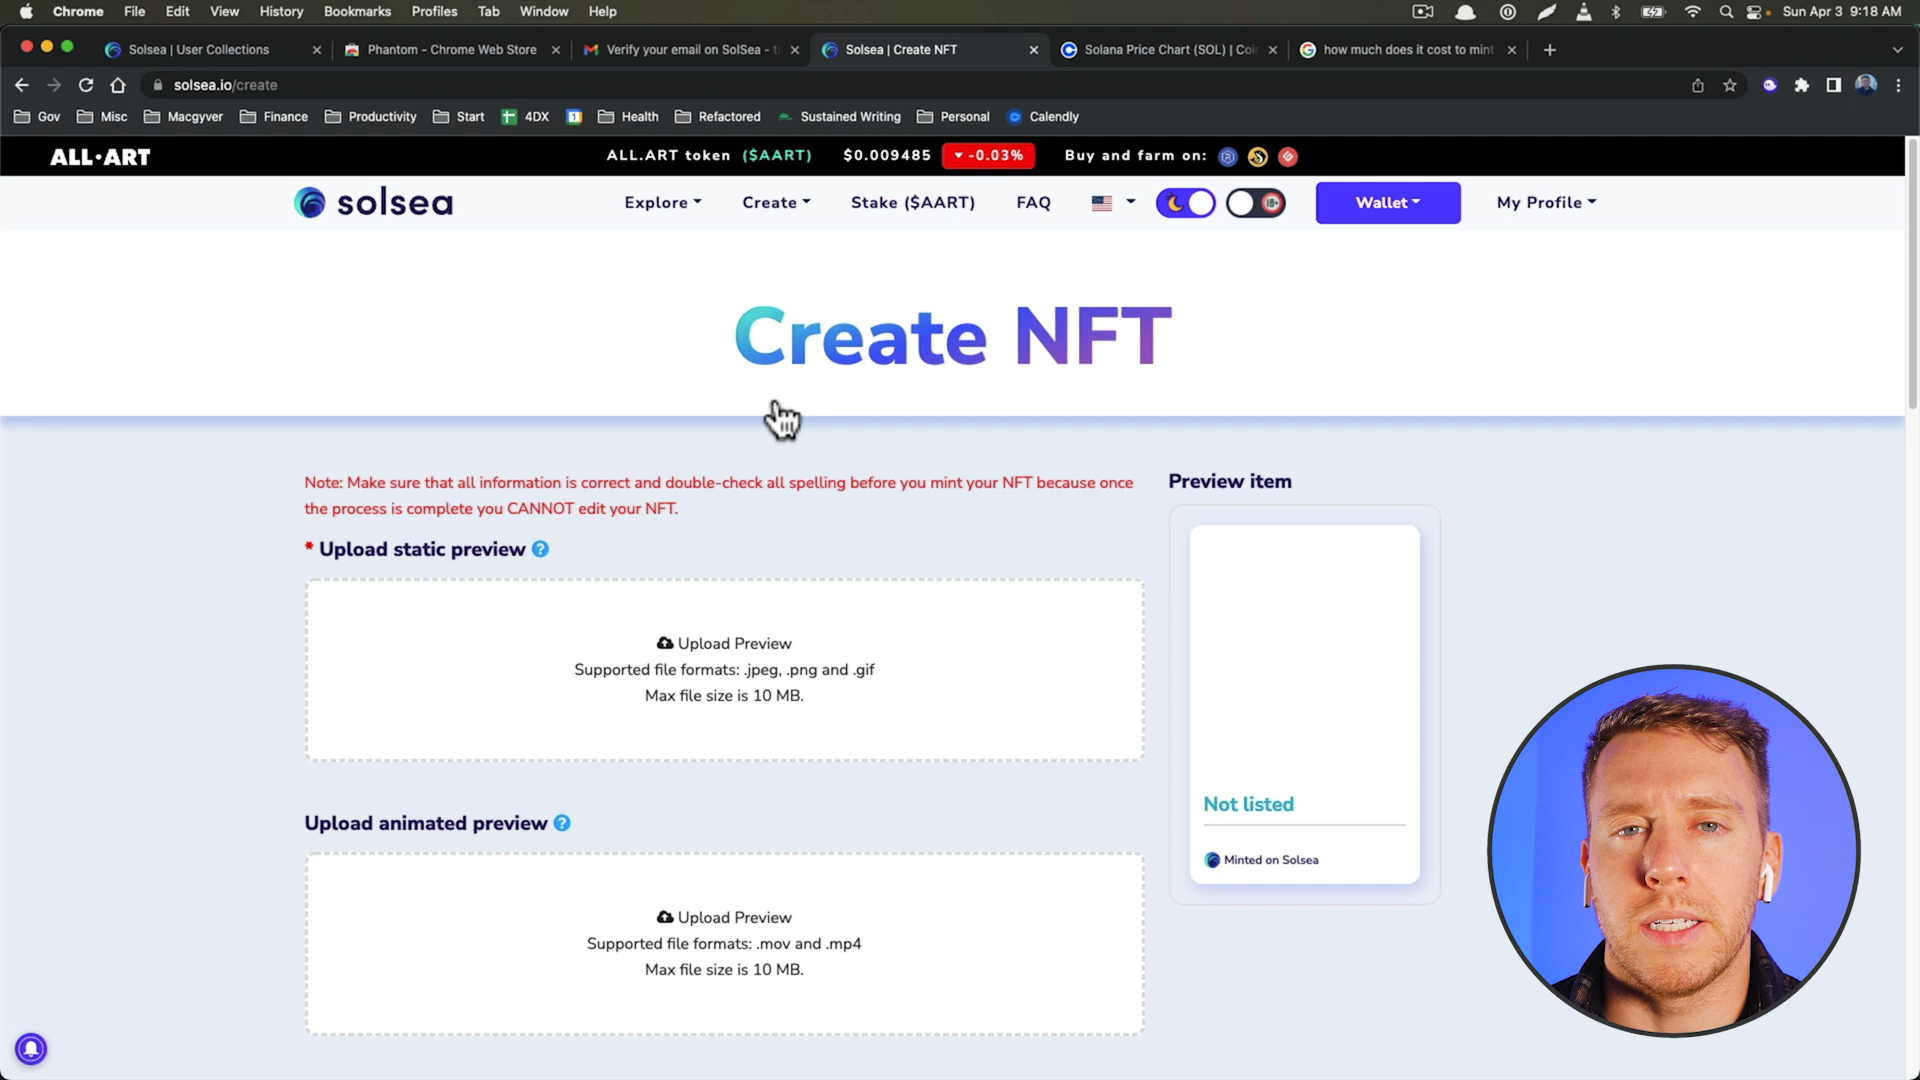 Chrome File Edit View History Bookmarks Profiles Tab Window Help Sun Apr 3 9:18 AM
Solsea | User Collections Phantom - Chrome Web Store Verify your email on SolSea - Solsea | Create NFT Solana Price Chart (SOL) | Coi how much does it cost to mint
solsea.io/create
Gov Misc Macgyver Finance Productivity Start 4DX 1 Health Refactored Sustained Writing Personal Calendly
ALL·ART ALL.ART token ($AART) $0.009485 -0.03% Buy and farm on:
solsea Explore Create Stake ($AART) FAQ 18+ Wallet My Profile
Create NFT
Note: Make sure that all information is correct and double-check all spelling before you mint your NFT because once
the process is complete you CANNOT edit your NFT.
* Upload static preview ?
Upload Preview
Supported file formats: .jpeg, .png and .gif
Max file size is 10 MB.
Upload animated preview ?
Upload Preview
Supported file formats: .mov and .mp4
Max file size is 10 MB.
Preview item
Not listed
Minted on Solsea